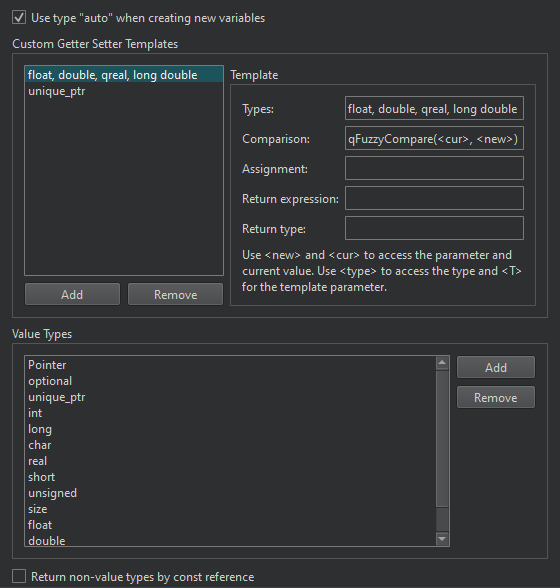 Use type "auto" when creating new variables
Custom Getter Setter Templates
float, double, qreal, long double
unique_ptr
Add
Remove
Template
Types:
float, double, qreal, long double
Comparison:
qFuzzyCompare(<cur>, <new>)
Assignment:
Return expression:
Return type:
Use <new> and <cur> to access the parameter and
current value. Use <type> to access the type and <T>
for the template parameter.
Value Types
Pointer
optional
unique_ptr
int
long
char
real
short
unsigned
size
float
double
Add
Remove
Return non-value types by const reference